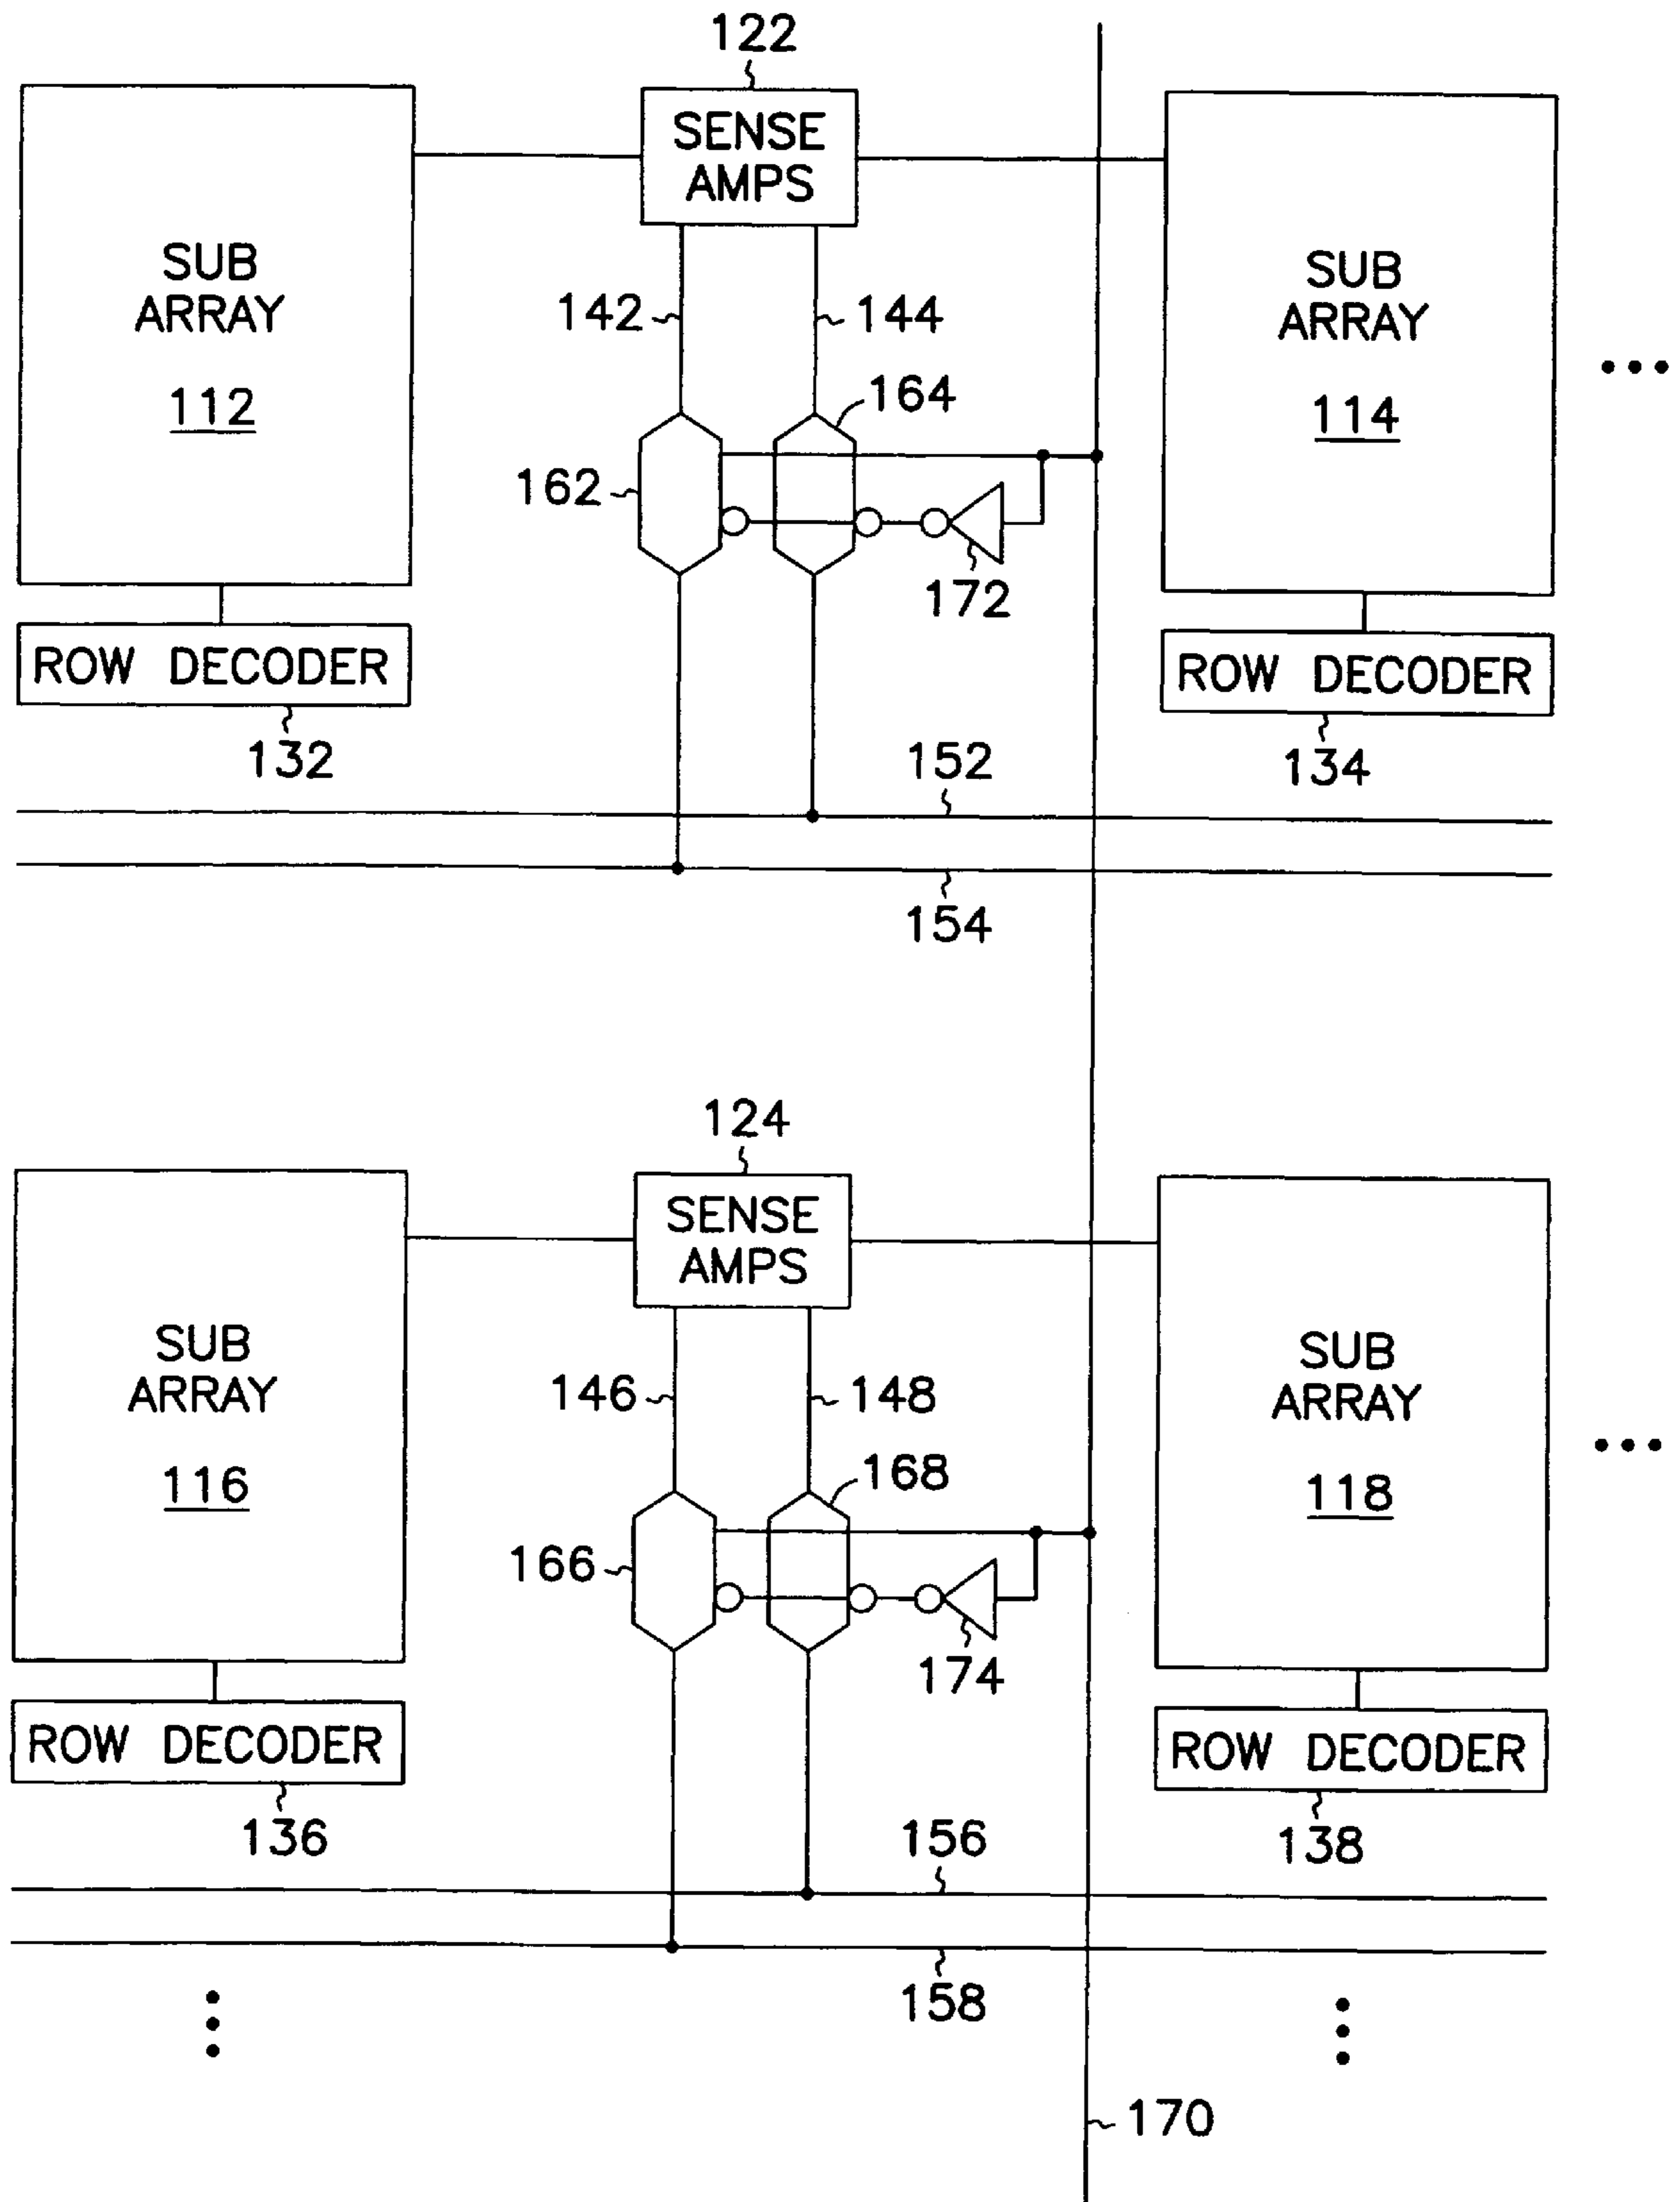 122
SENSE
AMPS
SUB
ARRAY
112
SUB
ARRAY
114
142
144
164
162
172
ROW DECODER
132
ROW DECODER
134
152
154
124
SENSE
AMPS
SUB
ARRAY
116
SUB
ARRAY
118
146
148
168
166
174
ROW DECODER
136
ROW DECODER
138
156
158
170